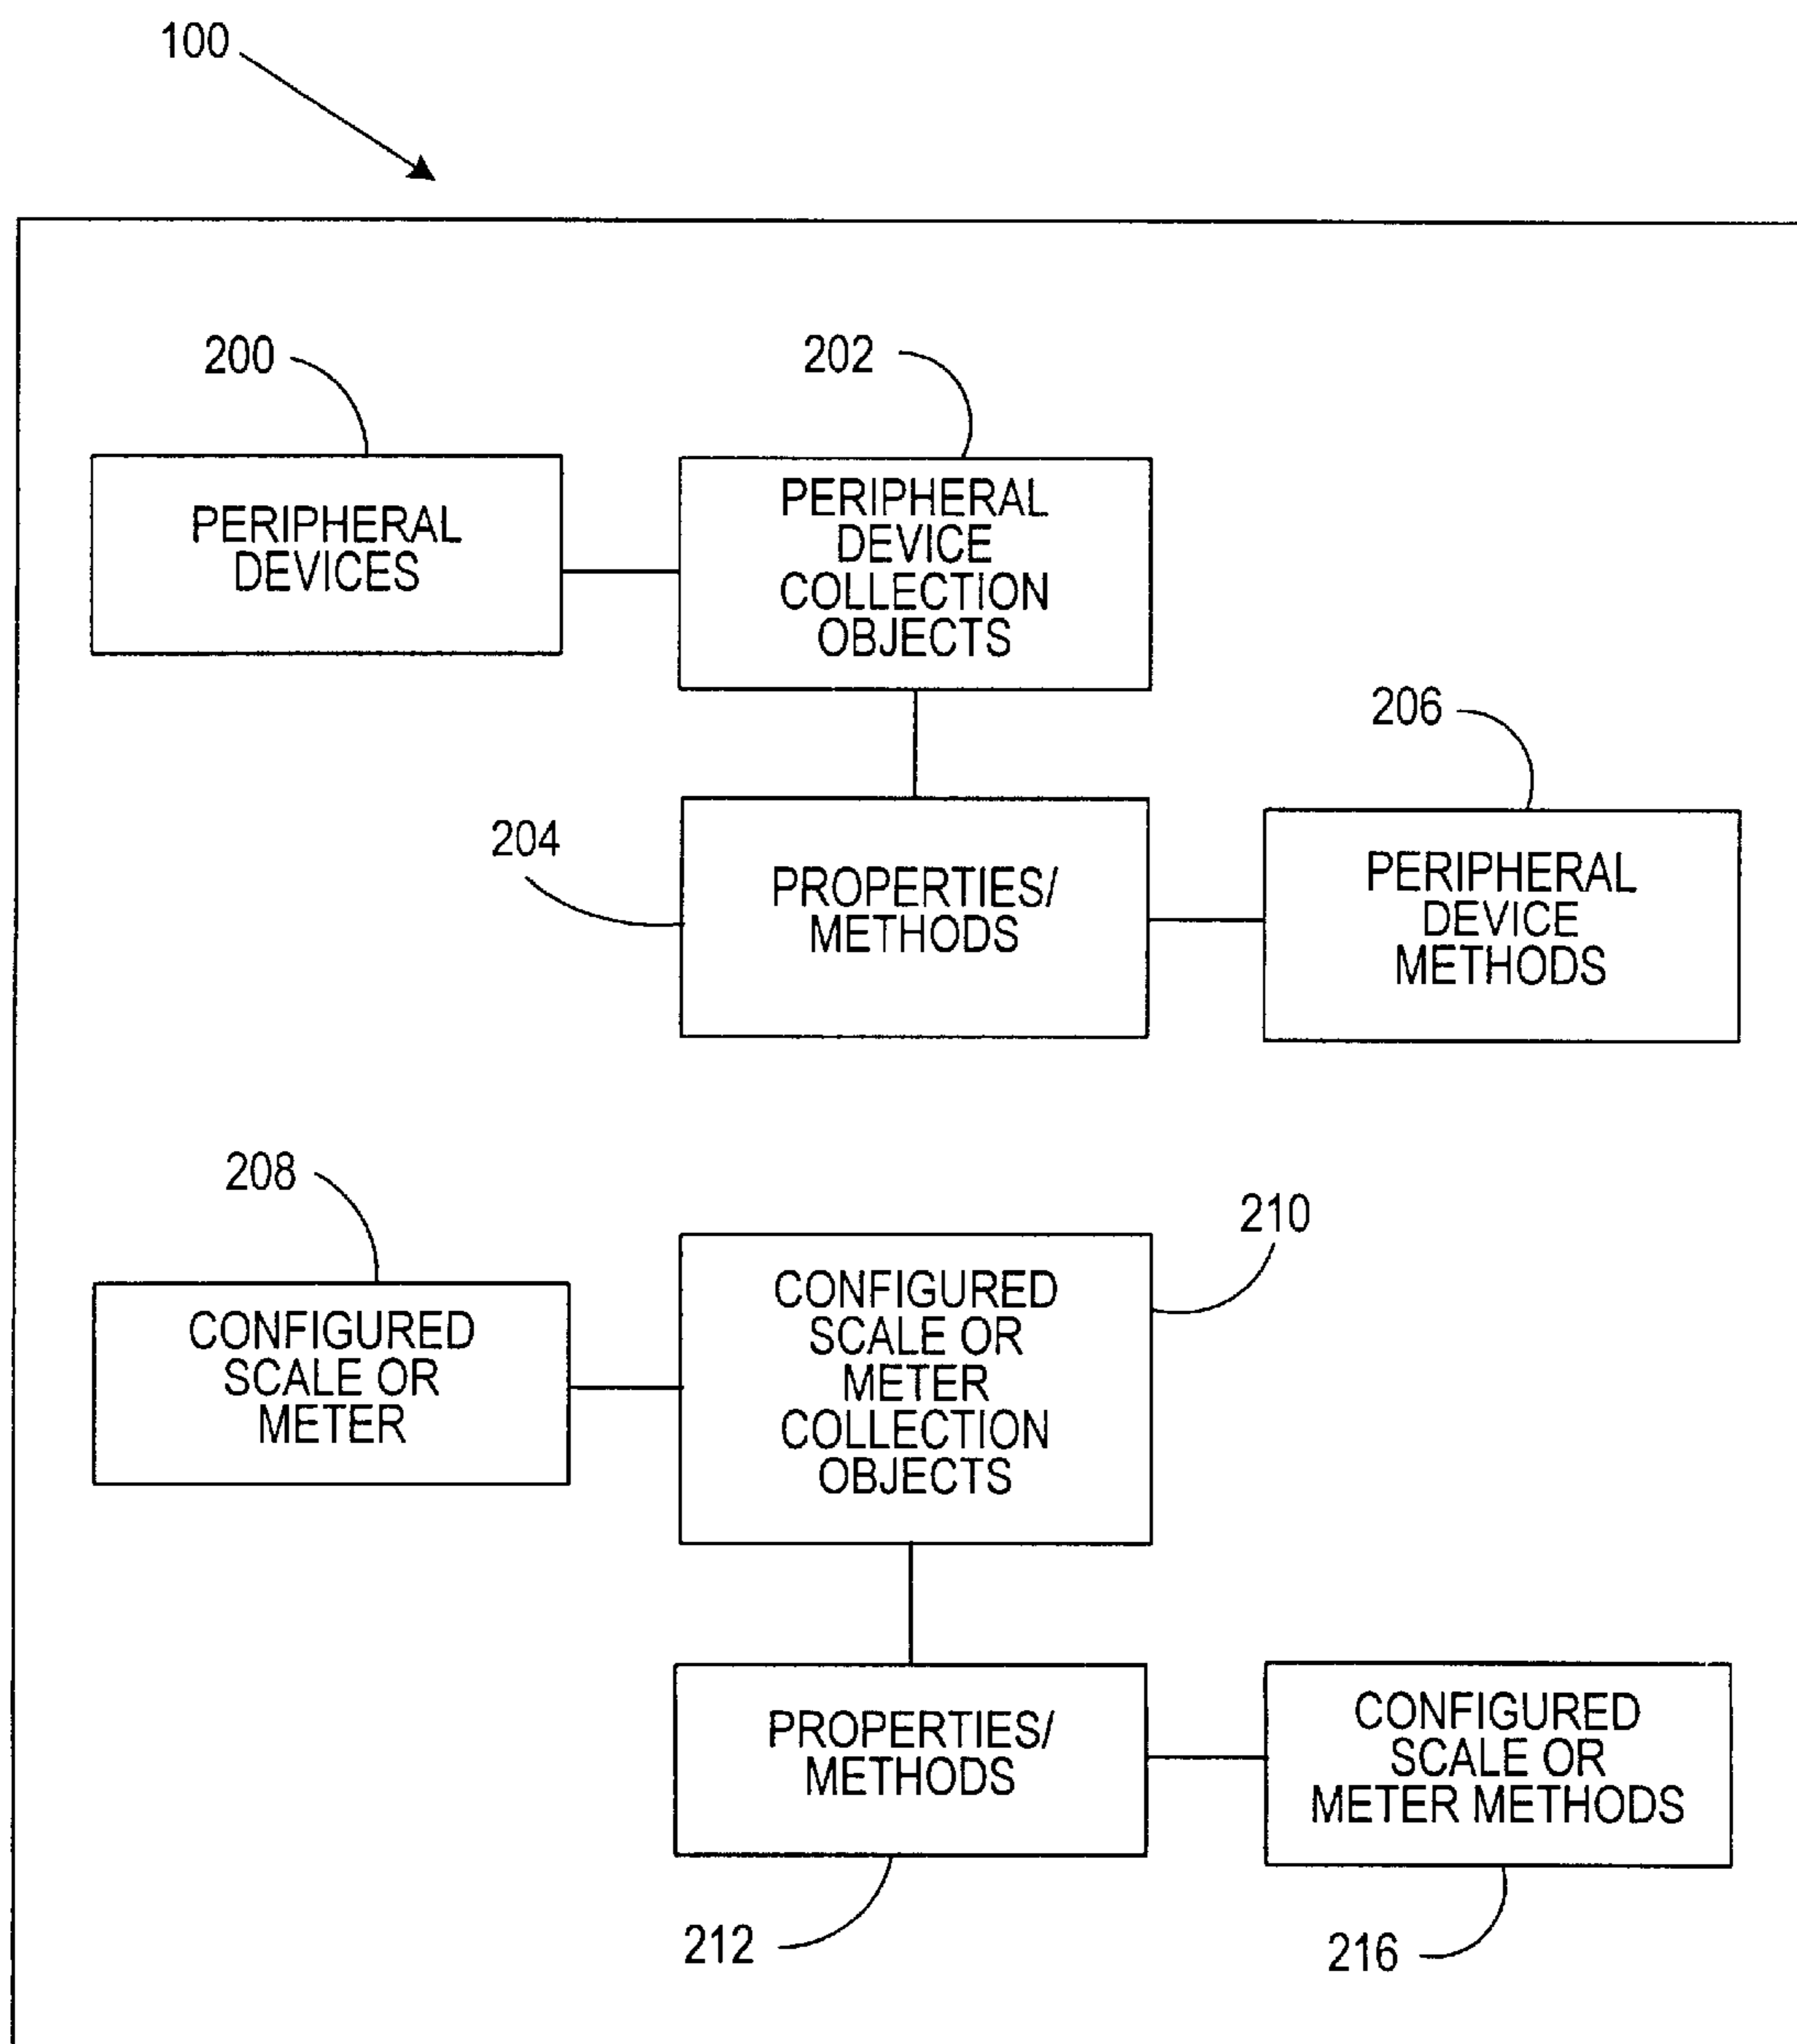 100
200
202
PERIPHERAL
DEVICES
PERIPHERAL
DEVICE
COLLECTION
OBJECTS
206
204
PROPERTIES/
METHODS
PERIPHERAL
DEVICE
METHODS
208
210
CONFIGURED
SCALE OR
METER
CONFIGURED
SCALE OR
METER
COLLECTION
OBJECTS
PROPERTIES/
METHODS
CONFIGURED
SCALE OR
METER METHODS
212
216